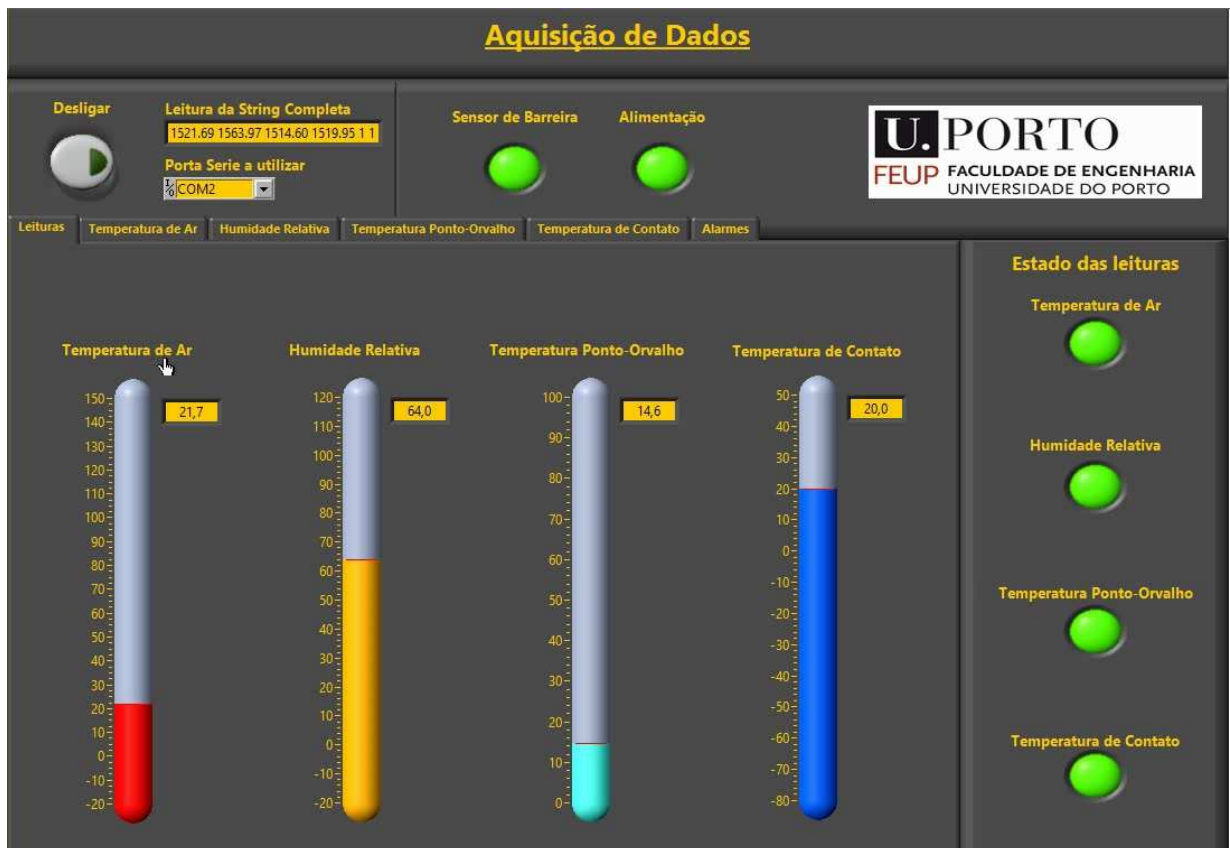 Aquisição de Dados
Desligar
Leitura da String Completa
1521.69 1563.97 1514.60 1519.95 1 1
Porta Serie a utilizar
I/O COM2
Sensor de Barreira
Alimentação
U. PORTO
FEUP FACULDADE DE ENGENHARIA
UNIVERSIDADE DO PORTO
Leituras Temperatura de Ar Humidade Relativa Temperatura Ponto-Orvalho Temperatura de Contato Alarmes
Temperatura de Ar
21,7
150
140
130
120
110
100
90
80
70
60
50
40
30
20
10
0
-10
-20
Humidade Relativa
64,0
120
110
100
90
80
70
60
50
40
30
20
10
0
-10
-20
Temperatura Ponto-Orvalho
14,6
100
90
80
70
60
50
40
30
20
10
0
Temperatura de Contato
20,0
50
40
30
20
10
0
-10
-20
-30
-40
-50
-60
-70
-80
Estado das leituras
Temperatura de Ar
Humidade Relativa
Temperatura Ponto-Orvalho
Temperatura de Contato